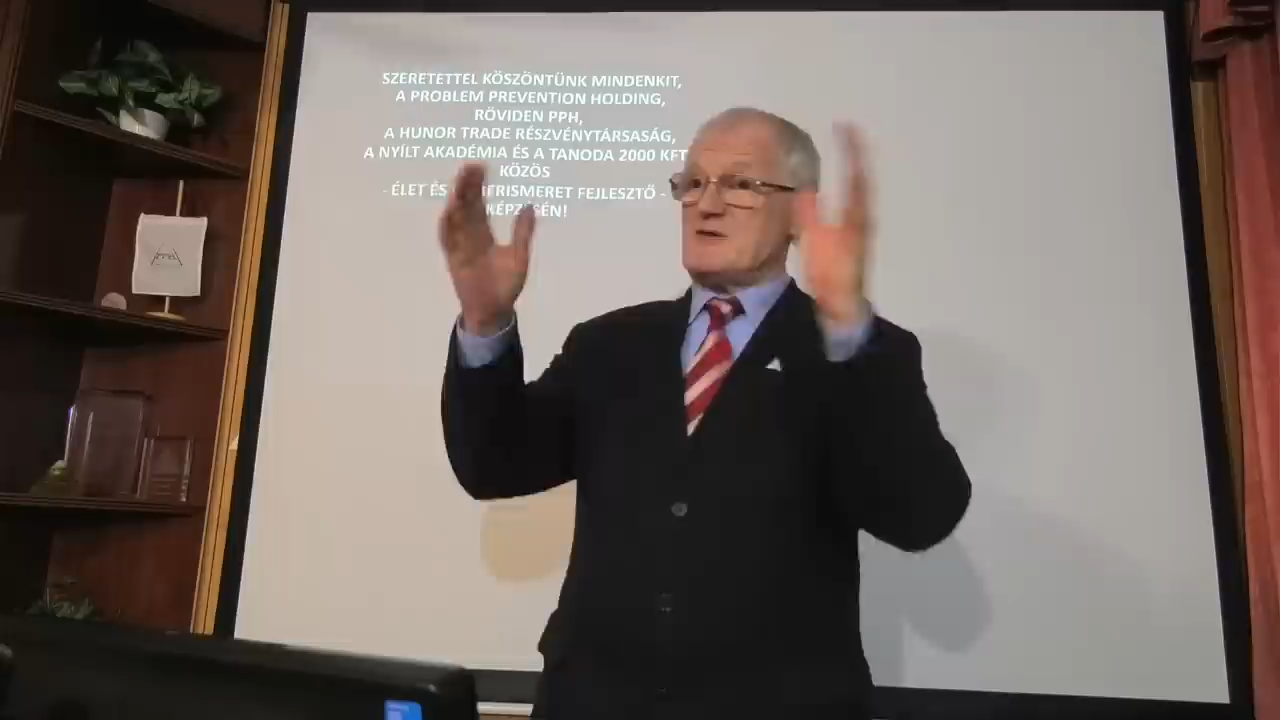 SZERETETTEL KÖSZÖNTÜNK MINDENKIT,
A PROBLEM PREVENTION HOLDING,
RÖVIDEN PPH,
A HUNOR TRADE RÉSZVÉNYTÁRSASÁG,
A NYÍLT AKADÉMIA ÉS A TANODA 2000 KFT
KÖZÖS
- ÉLET ÉS FEJLESZTŐ -